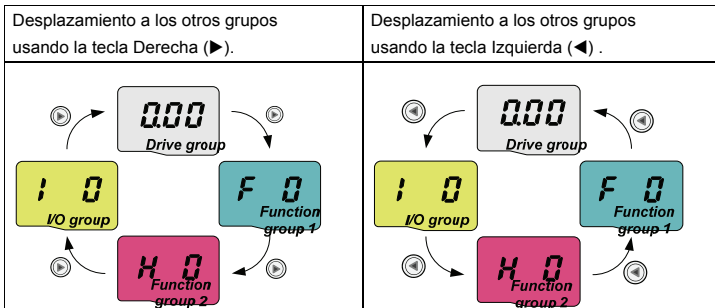 Desplazamiento a los otros grupos
usando la tecla Derecha (▶).
Desplazamiento a los otros grupos
usando la tecla Izquierda (◀) .
0.00
Drive group
I 0
I/O group
F 0
Function
group 1
H 0
Function
group 2
0.00
Drive group
I 0
I/O group
F 0
Function
group 1
H 0
Function
group 2